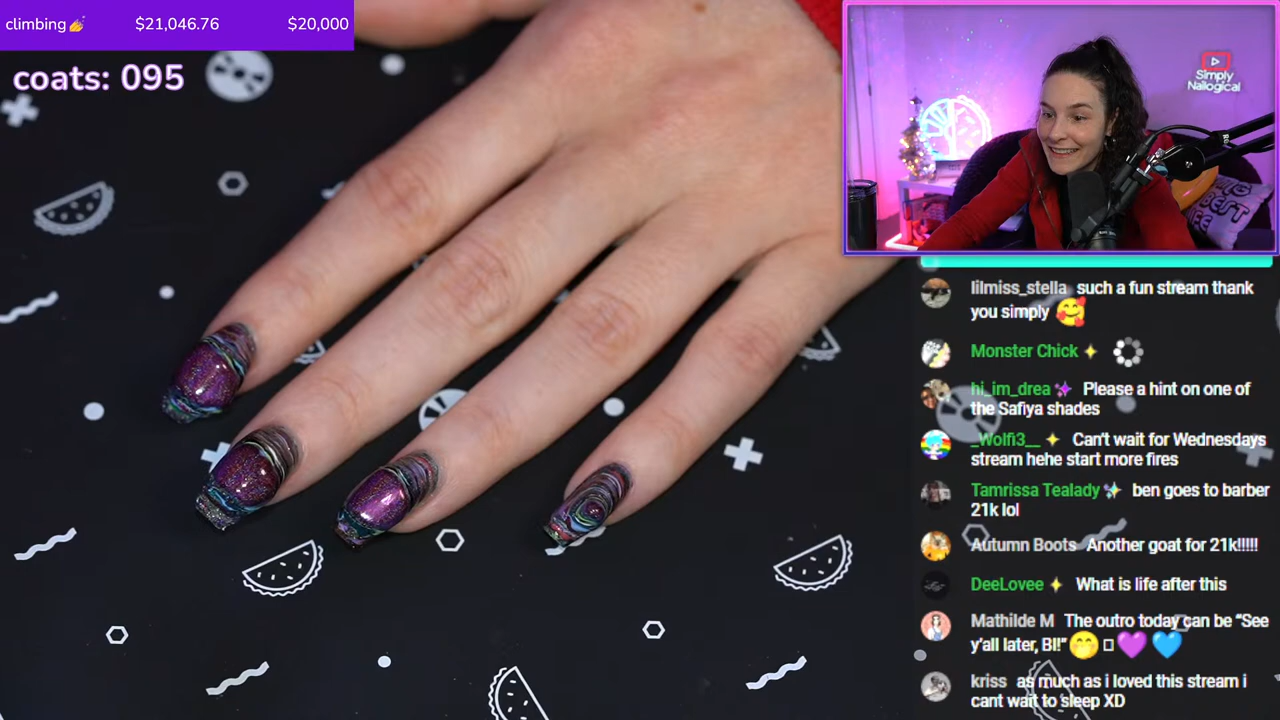 climbing💅 $21,046.76 $20,000
coats: 095
Simply
Nailogical
lilmiss_stella such a fun stream thank
you simply 🥰
Monster Chick
hi_im_drea Please a hint on one of
the Safiya shades
_Wolfi3__ Can't wait for Wednesdays
stream hehe start more fires
Tamrissa Tealady ben goes to barber
21k lol
Autumn Boots Another goat for 21k!!!!!
DeeLovee What is life after this
Mathilde M The outro today can be “See
y'all later, BI!” 🤭 💜 💙
kriss as much as i loved this stream i
cant wait to sleep XD